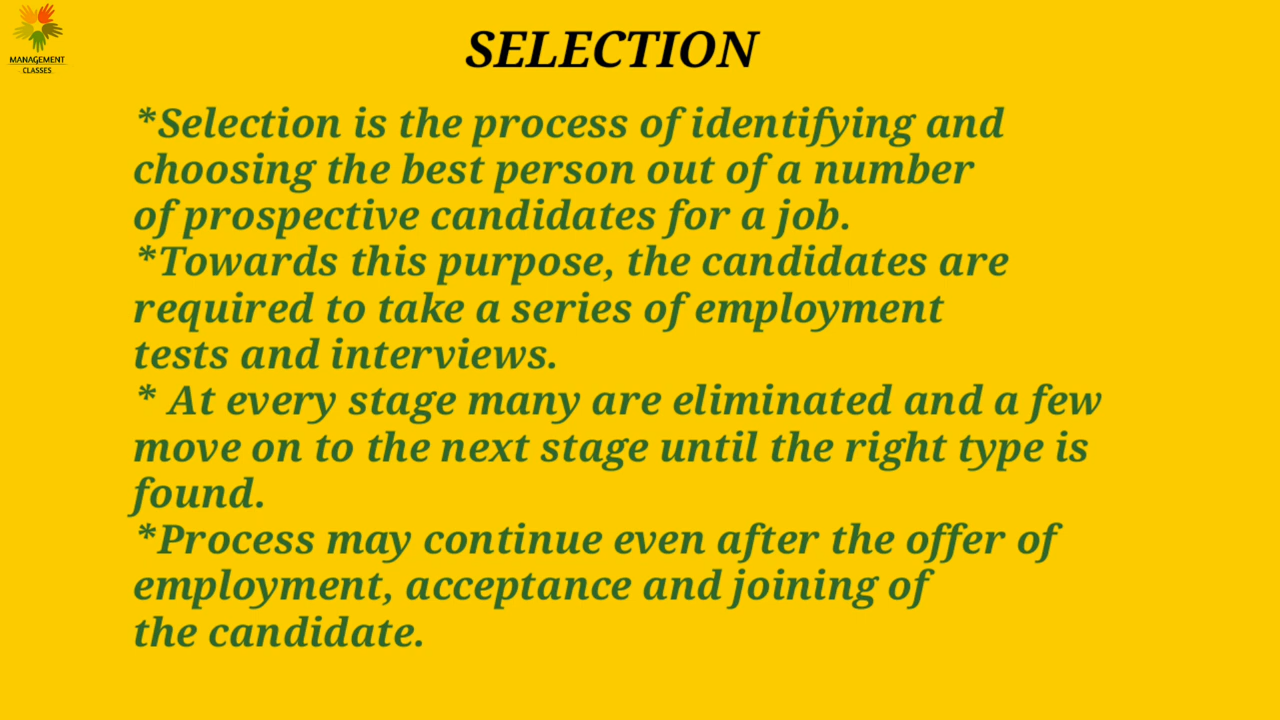 MANAGEMENT
CLASSES
SELECTION
*Selection is the process of identifying and
choosing the best person out of a number
of prospective candidates for a job.
*Towards this purpose, the candidates are
required to take a series of employment
tests and interviews.
* At every stage many are eliminated and a few
move on to the next stage until the right type is
found.
*Process may continue even after the offer of
employment, acceptance and joining of
the candidate.